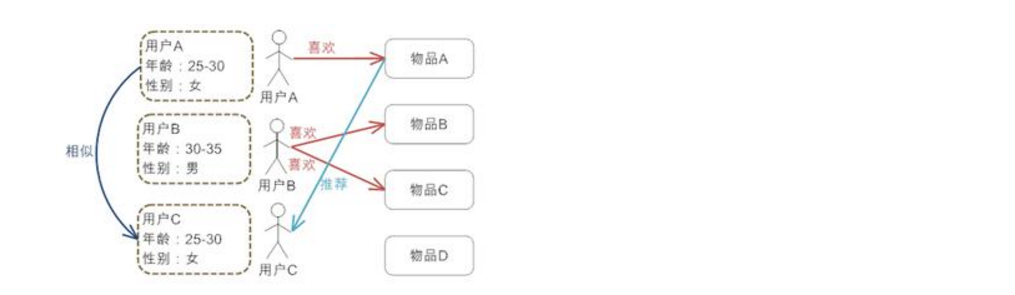 用户A
年龄：25-30
性别：女
用户A
喜欢
物品A
用户B
年龄：30-35
性别：男
用户B
喜欢
喜欢
物品B
相似
推荐
物品C
用户C
年龄：25-30
性别：女
用户C
物品D